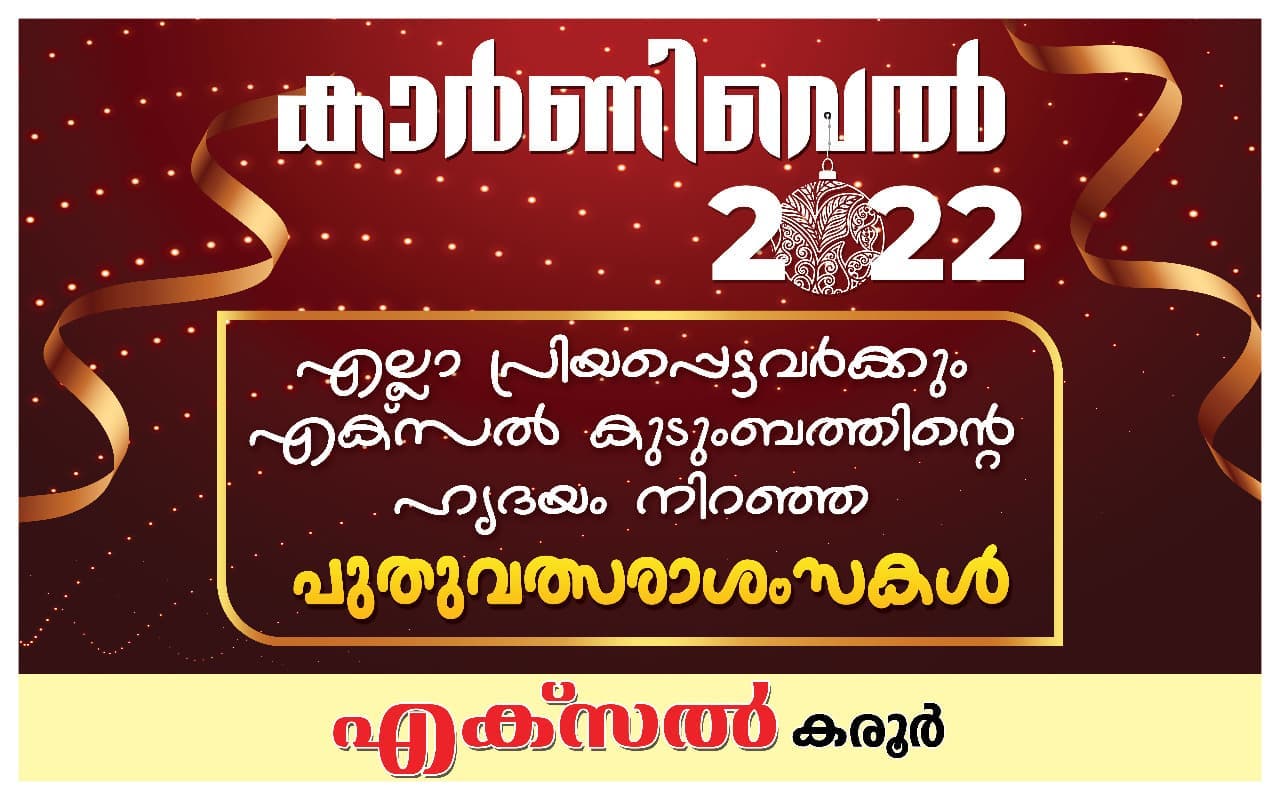 കാർണിവെൽ
2022
എല്ലാ പ്രിയപ്പെട്ടവർക്കും
എക്സൽ കുടുംബത്തിന്റെ
ഹൃദയം നിറഞ്ഞ
പുതുവത്സരാശംസകൾ
എക്സൽ കരൂർ